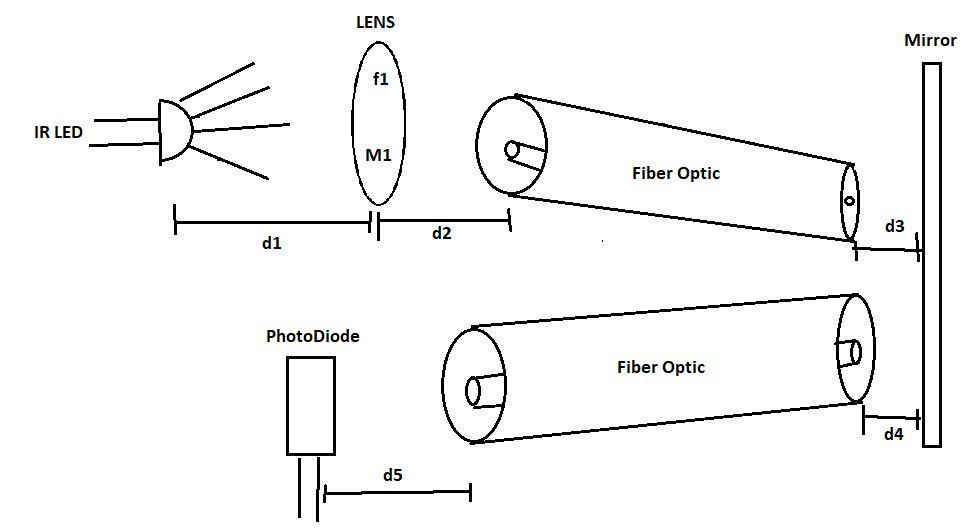 LENS
Mirror
f1
IR LED
M1
Fiber Optic
d1
d2
d3
PhotoDiode
Fiber Optic
d4
d5